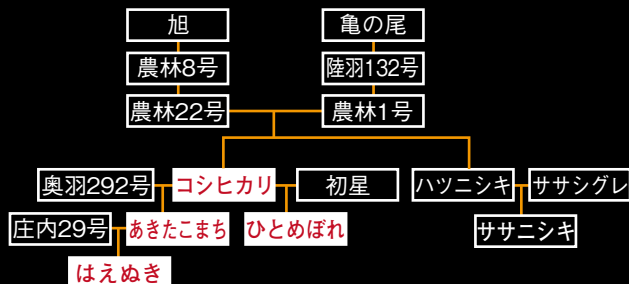 旭
亀の尾
農林8号
陸羽132号
農林22号
農林1号
奥羽292号
コシヒカリ
初星
ハツニシキ
ササシグレ
庄内29号
あきたこまち
ひとめぼれ
ササニシキ
はえぬき